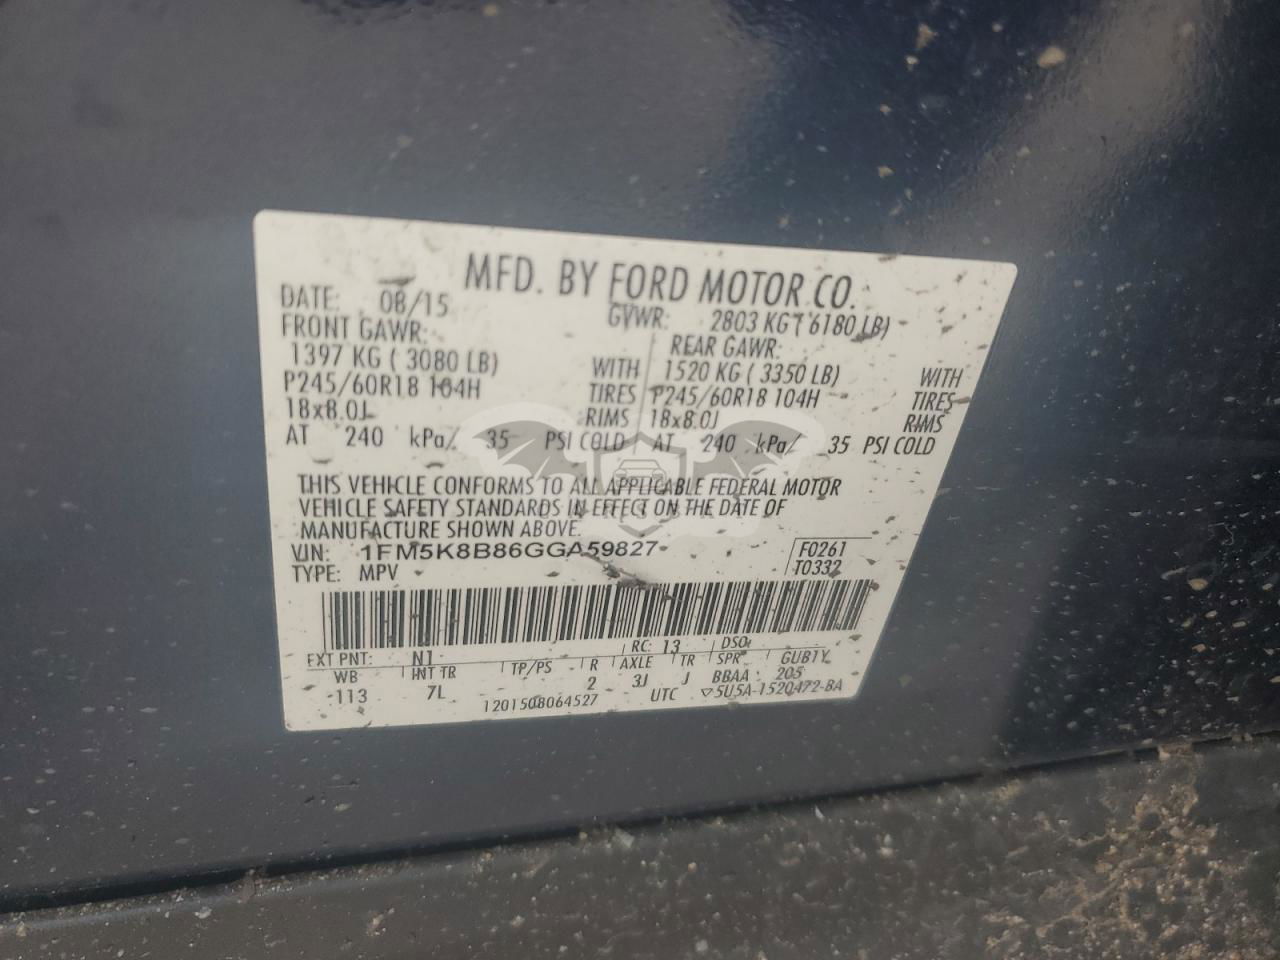 MFD. BY FORD MOTOR CO.
DATE: 08/15 GVWR: 2803 KG ( 6180 LB)
FRONT GAWR: REAR GAWR:
1397 KG ( 3080 LB) WITH 1520 KG ( 3350 LB) WITH
P245/60R18 104H TIRES P245/60R18 104H TIRES
18x8.0J RIMS 18x8.0J RIMS
AT 240 kPa/ 35 PSI COLD AT 240 kPa/ 35 PSI COLD
THIS VEHICLE CONFORMS TO ALL APPLICABLE FEDERAL MOTOR
VEHICLE SAFETY STANDARDS IN EFFECT ON THE DATE OF
MANUFACTURE SHOWN ABOVE.
VIN: 1FM5K8B86GGA59827 F0261
TYPE: MPV T0332
EXT PNT: N1 RC: 13 DSO:
WB INT TR TP/PS R AXLE TR SPR GUB1Y
113 7L 2 3J J BBAA 205
1201508064527 UTC ▽5U5A-1520472-BA